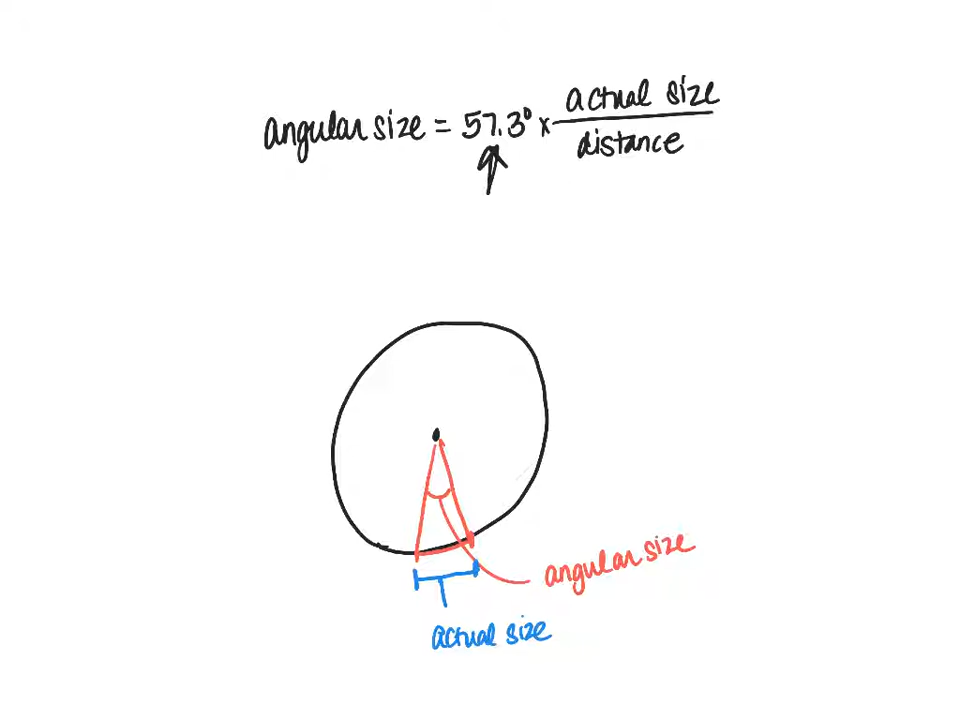 angular size = 57.3° x actual size / distance
angular size
actual size